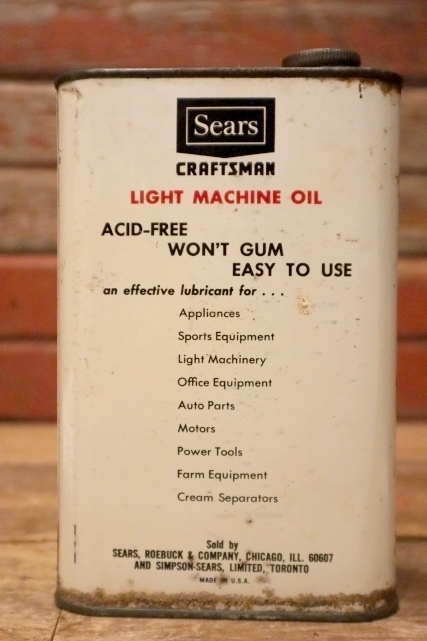 Sears
CRAFTSMAN
LIGHT MACHINE OIL
ACID-FREE
WON'T GUM
EASY TO USE
an effective lubricant for . . .
Appliances
Sports Equipment
Light Machinery
Office Equipment
Auto Parts
Motors
Power Tools
Farm Equipment
Cream Separators
Sold by
SEARS, ROEBUCK & COMPANY, CHICAGO, ILL. 60607
AND SIMPSON-SEARS, LIMITED, TORONTO
MADE IN U.S.A.